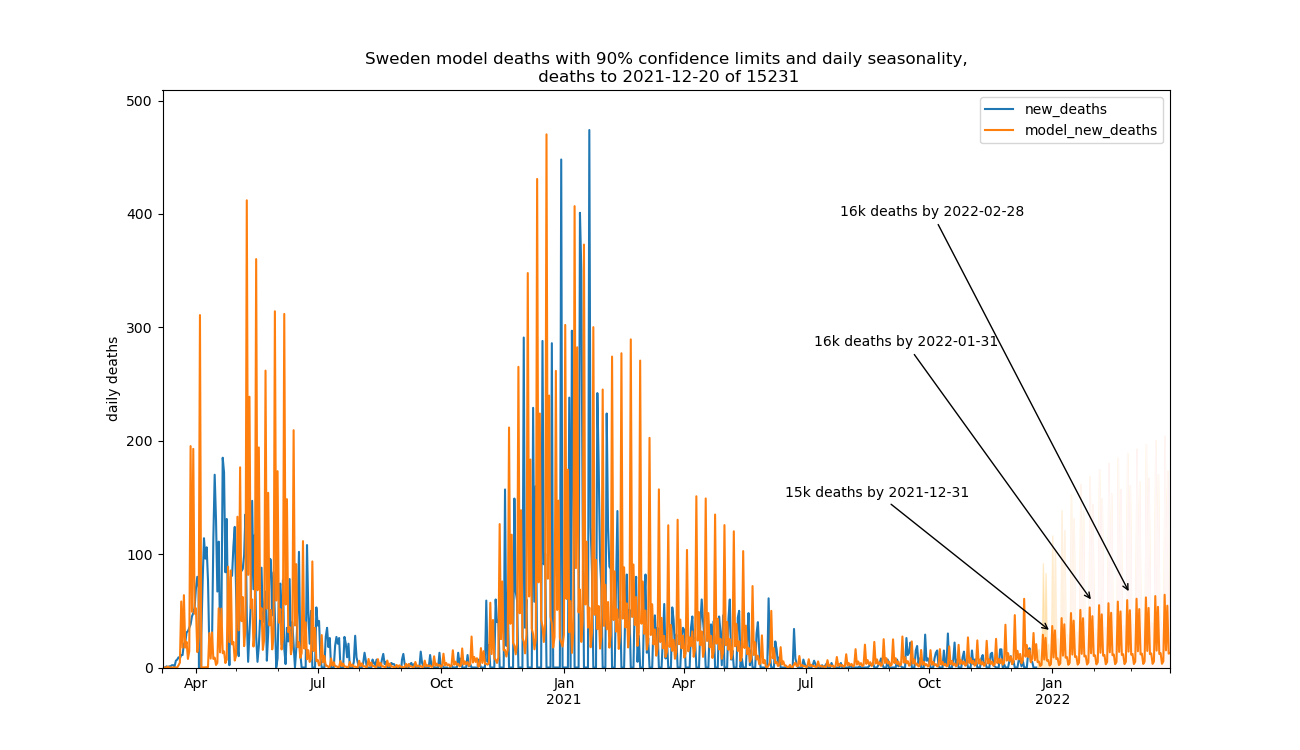 Sweden model deaths with 90% confidence limits and daily seasonality,
deaths to 2021-12-20 of 15231
500
new_deaths
model_new_deaths
400
16k deaths by 2022-02-28
300
16k deaths by 2022-01-31
daily deaths
200
15k deaths by 2021-12-31
100
0
Apr
Jul
Oct
Jan
2021
Apr
Jul
Oct
Jan
2022